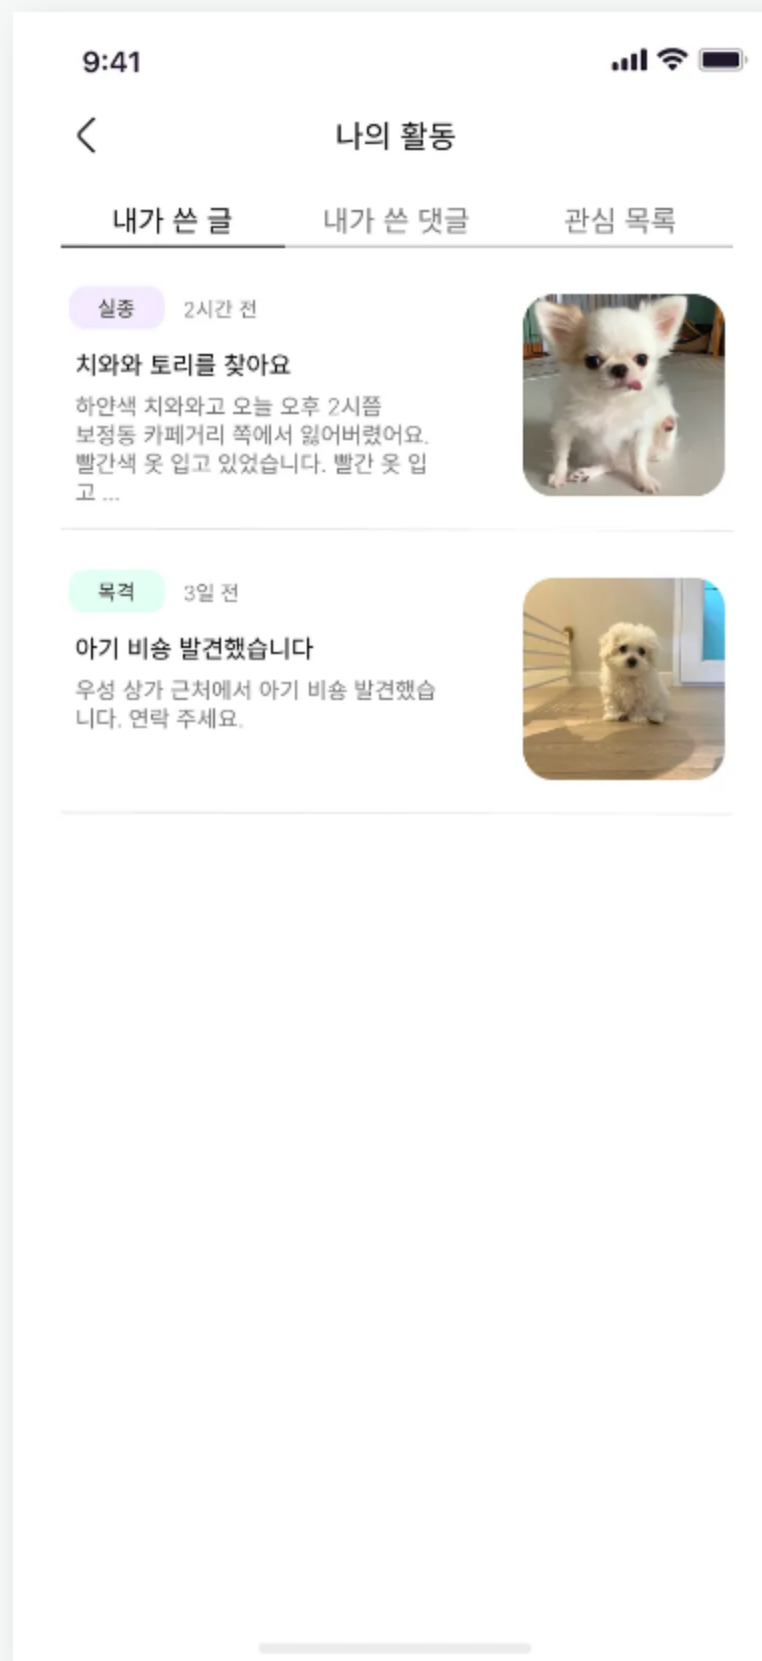 9:41
나의 활동
내가 쓴 글
내가 쓴 댓글
관심 목록
실종 2시간 전
치와와 토리를 찾아요
하얀색 치와와고 오늘 오후 2시쯤
보정동 카페거리 쪽에서 잃어버렸어요.
빨간색 옷 입고 있었습니다. 빨간 옷 입
고 ...
목격 3일 전
아기 비숑 발견했습니다
우성 상가 근처에서 아기 비숑 발견했습
니다. 연락 주세요.